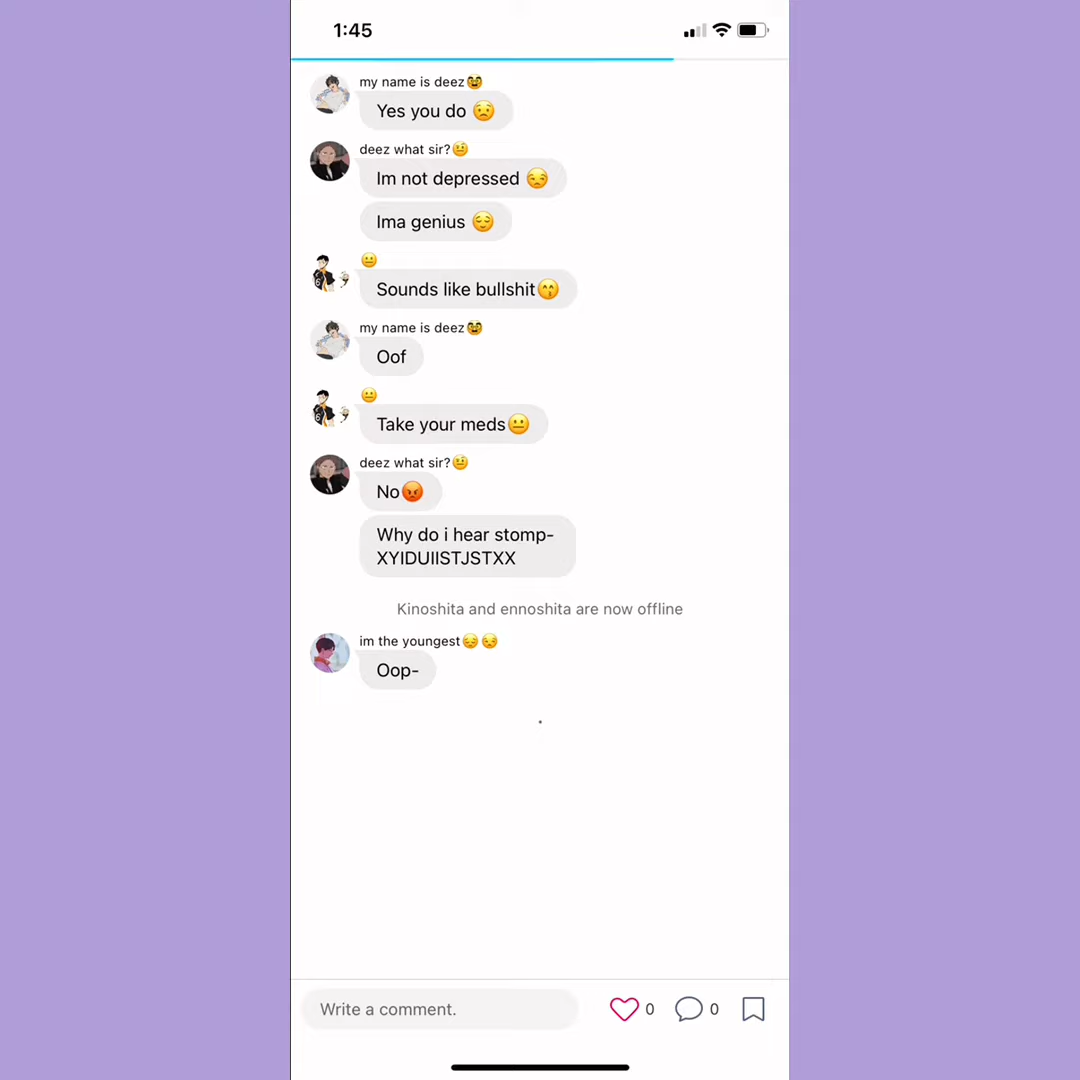 1:45
my name is deez🥸
Yes you do 😟
deez what sir?🤨
Im not depressed 😒
Ima genius 😌
😐
Sounds like bullshit😙
my name is deez🥸
Oof
😐
Take your meds😐
deez what sir?🤨
No😡
Why do i hear stomp-
XYIDUIISTJSTXX
Kinoshita and ennoshita are now offline
im the youngest😔😒
Oop-
Write a comment.
0
0